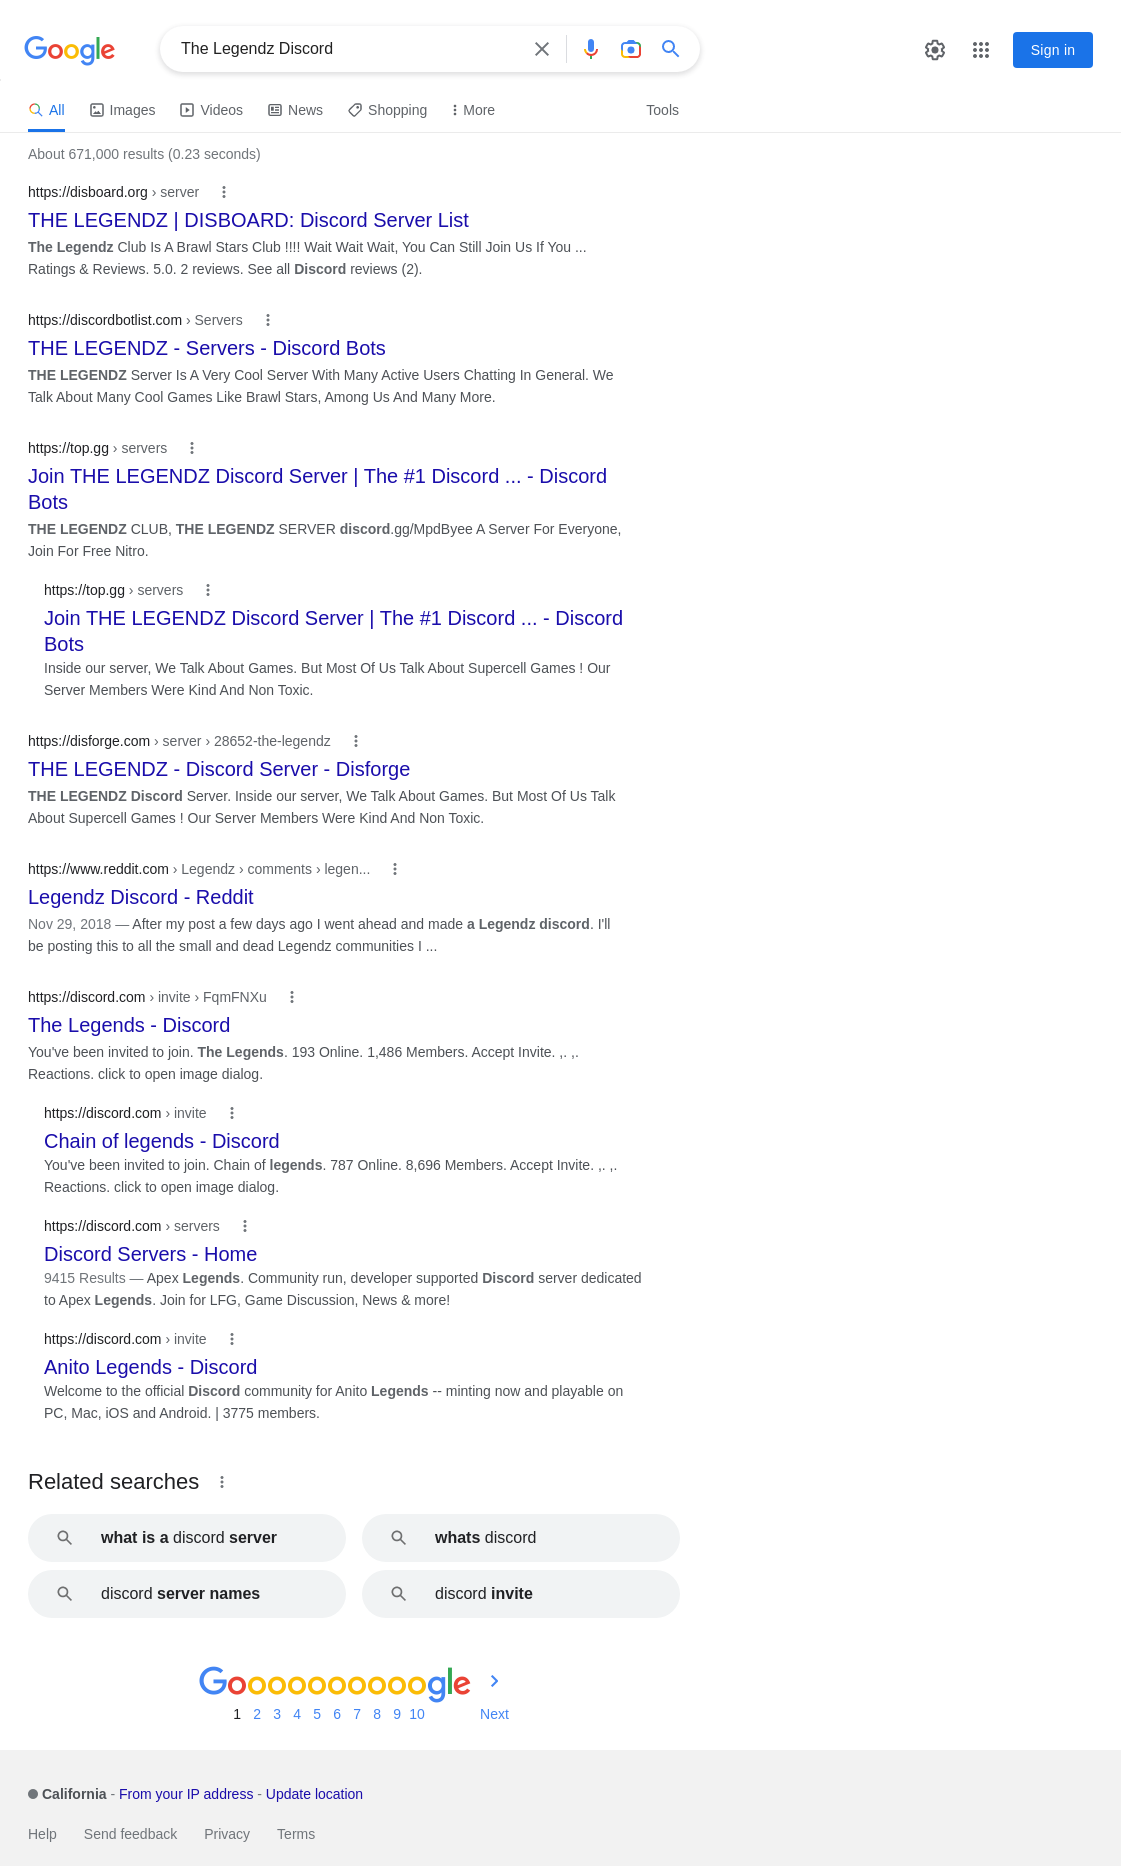 Google
The Legendz Discord
Sign in
All
Images
Videos
News
Shopping
More
Tools
About 671,000 results (0.23 seconds)
https://disboard.org › server
THE LEGENDZ | DISBOARD: Discord Server List
The Legendz Club Is A Brawl Stars Club !!!! Wait Wait Wait, You Can Still Join Us If You ...
Ratings & Reviews. 5.0. 2 reviews. See all Discord reviews (2).
https://discordbotlist.com › Servers
THE LEGENDZ - Servers - Discord Bots
THE LEGENDZ Server Is A Very Cool Server With Many Active Users Chatting In General. We
Talk About Many Cool Games Like Brawl Stars, Among Us And Many More.
https://top.gg › servers
Join THE LEGENDZ Discord Server | The #1 Discord ... - Discord
Bots
THE LEGENDZ CLUB, THE LEGENDZ SERVER discord.gg/MpdByee A Server For Everyone,
Join For Free Nitro.
https://top.gg › servers
Join THE LEGENDZ Discord Server | The #1 Discord ... - Discord
Bots
Inside our server, We Talk About Games. But Most Of Us Talk About Supercell Games ! Our
Server Members Were Kind And Non Toxic.
https://disforge.com › server › 28652-the-legendz
THE LEGENDZ - Discord Server - Disforge
THE LEGENDZ Discord Server. Inside our server, We Talk About Games. But Most Of Us Talk
About Supercell Games ! Our Server Members Were Kind And Non Toxic.
https://www.reddit.com › Legendz › comments › legen...
Legendz Discord - Reddit
Nov 29, 2018 — After my post a few days ago I went ahead and made a Legendz discord. I'll
be posting this to all the small and dead Legendz communities I ...
https://discord.com › invite › FqmFNXu
The Legends - Discord
You've been invited to join. The Legends. 193 Online. 1,486 Members. Accept Invite. ,. ,.
Reactions. click to open image dialog.
https://discord.com › invite
Chain of legends - Discord
You've been invited to join. Chain of legends. 787 Online. 8,696 Members. Accept Invite. ,. ,.
Reactions. click to open image dialog.
https://discord.com › servers
Discord Servers - Home
9415 Results — Apex Legends. Community run, developer supported Discord server dedicated
to Apex Legends. Join for LFG, Game Discussion, News & more!
https://discord.com › invite
Anito Legends - Discord
Welcome to the official Discord community for Anito Legends -- minting now and playable on
PC, Mac, iOS and Android. | 3775 members.
Related searches
what is a discord server
whats discord
discord server names
discord invite
Goooooooooogle
1 2 3 4 5 6 7 8 9 10 Next
California - From your IP address - Update location
Help Send feedback Privacy Terms